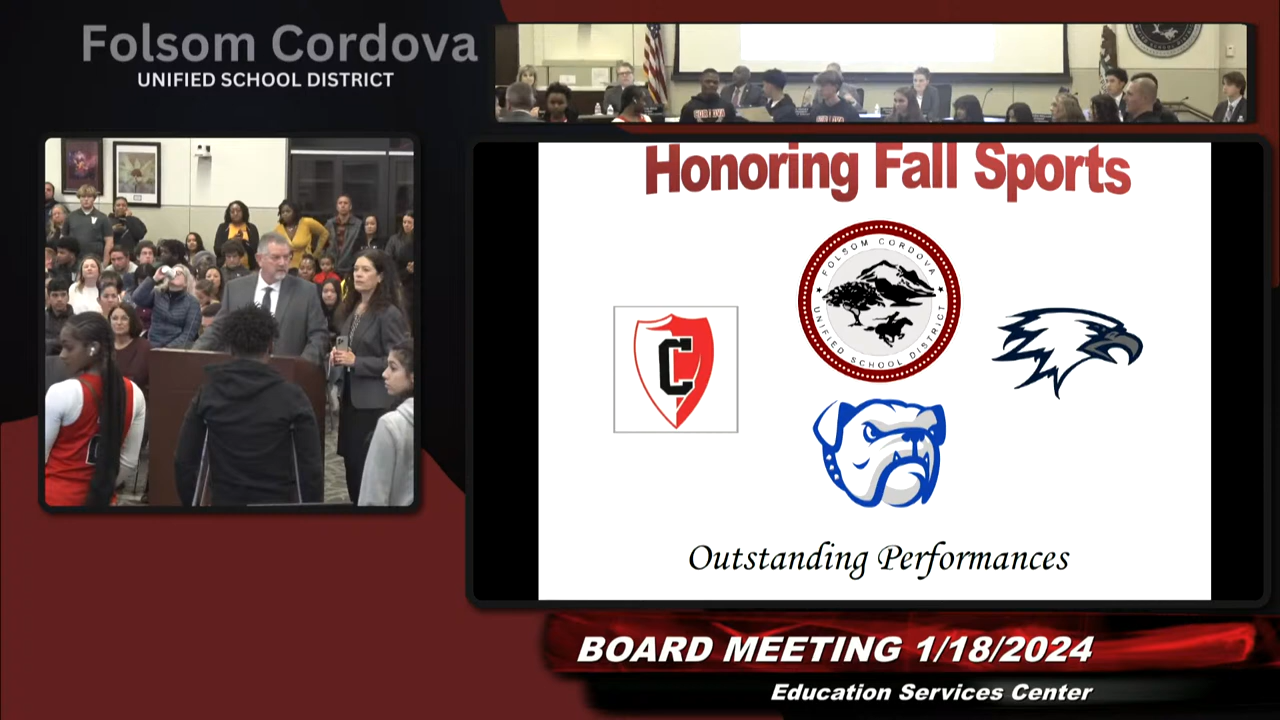 Folsom Cordova
UNIFIED SCHOOL DISTRICT
Honoring Fall Sports
FOLSOM CORDOVA
UNIFIED SCHOOL DISTRICT
C
Outstanding Performances
BOARD MEETING 1/18/2024
Education Services Center